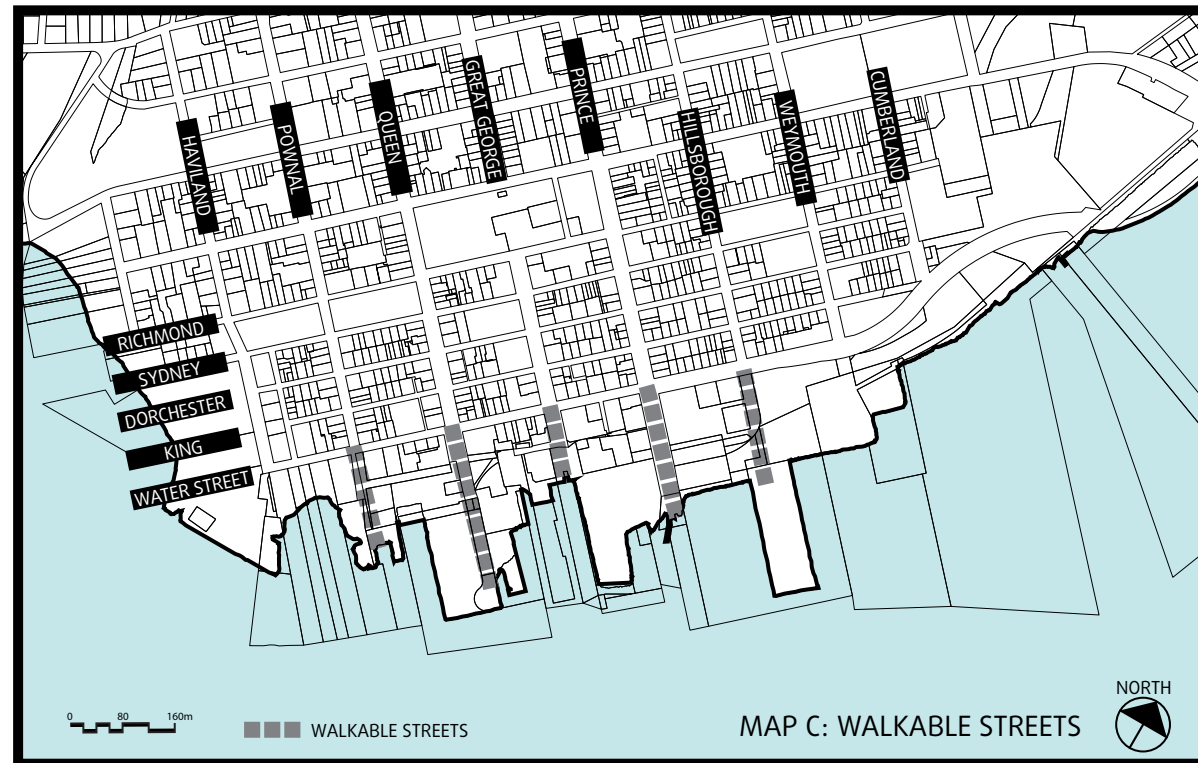 HAVILAND
POWNAL
QUEEN
GREAT GEORGE
PRINCE
HILLSBOROUGH
WEYMOUTH
CUMBERLAND
RICHMOND
SYDNEY
DORCHESTER
KING
WATER STREET
0 80 160m
WALKABLE STREETS
MAP C: WALKABLE STREETS
NORTH